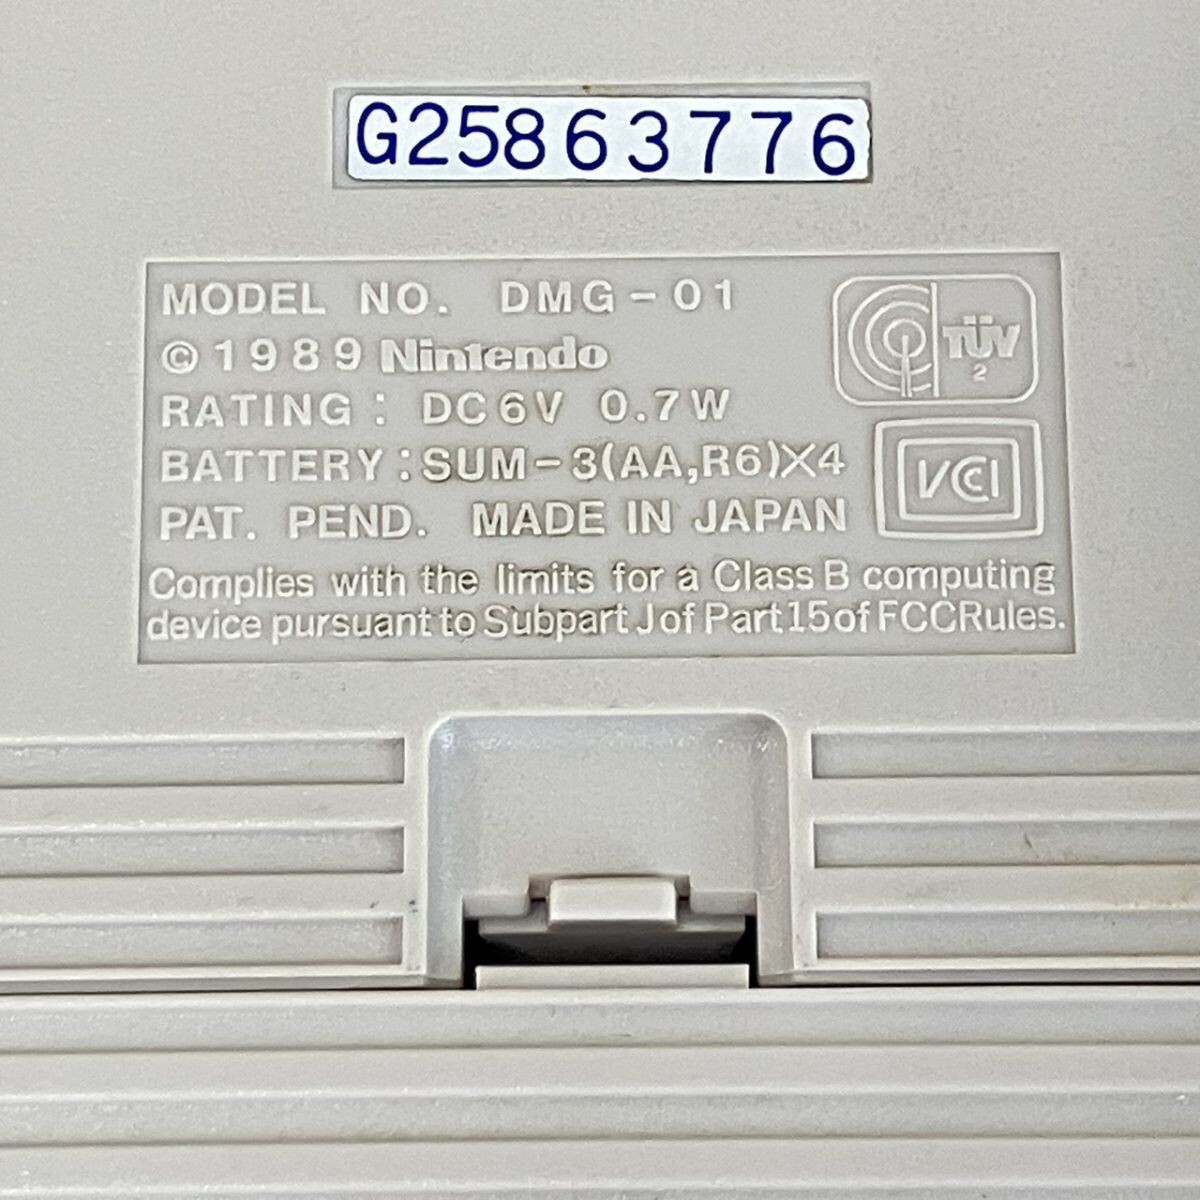 G25863776
MODEL NO. DMG-01
©1989 Nintendo
RATING: DC6V 0.7W
BATTERY:SUM-3(AA,R6)X4
PAT. PEND. MADE IN JAPAN
TÜV
2
VCCI
Complies with the limits for a Class B computing
device pursuant to Subpart J of Part 15 of FCC Rules.